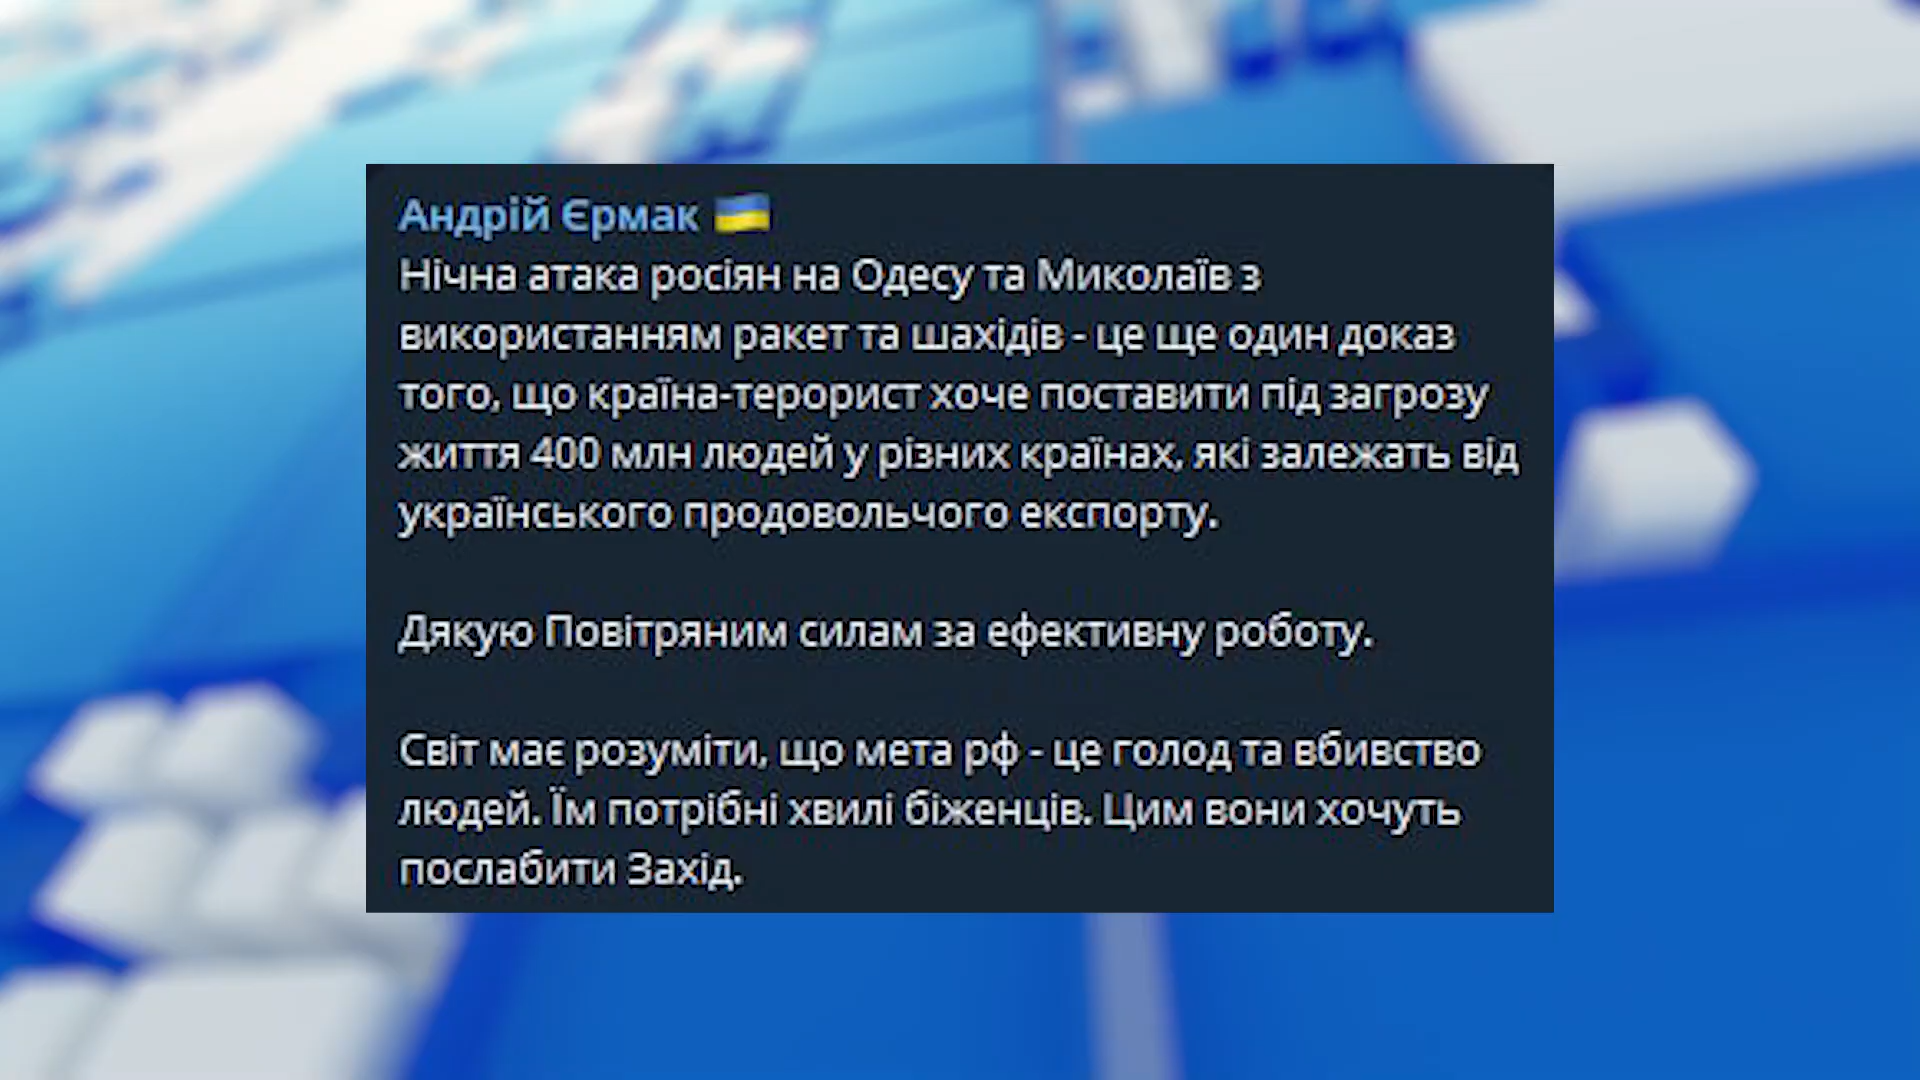 Андрій Єрмак 🇺🇦
Нічна атака росіян на Одесу та Миколаїв з
використанням ракет та шахідів - це ще один доказ
того, що країна-терорист хоче поставити під загрозу
життя 400 млн людей у різних країнах, які залежать від
українського продовольчого експорту.
Дякую Повітряним силам за ефективну роботу.
Світ має розуміти, що мета рф - це голод та вбивство
людей. Їм потрібні хвилі біженців. Цим вони хочуть
послабити Захід.